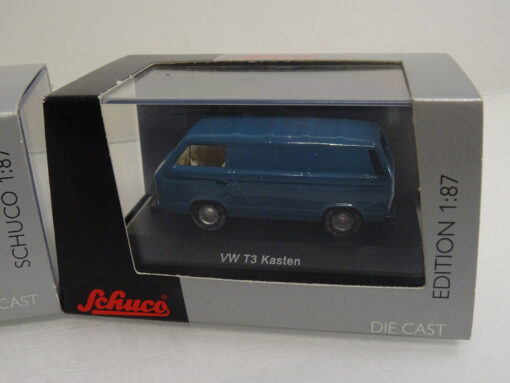 SCHUCO 1:87
CAST
VW T3 Kasten
Schuco
EDITION 1:87
DIE CAST